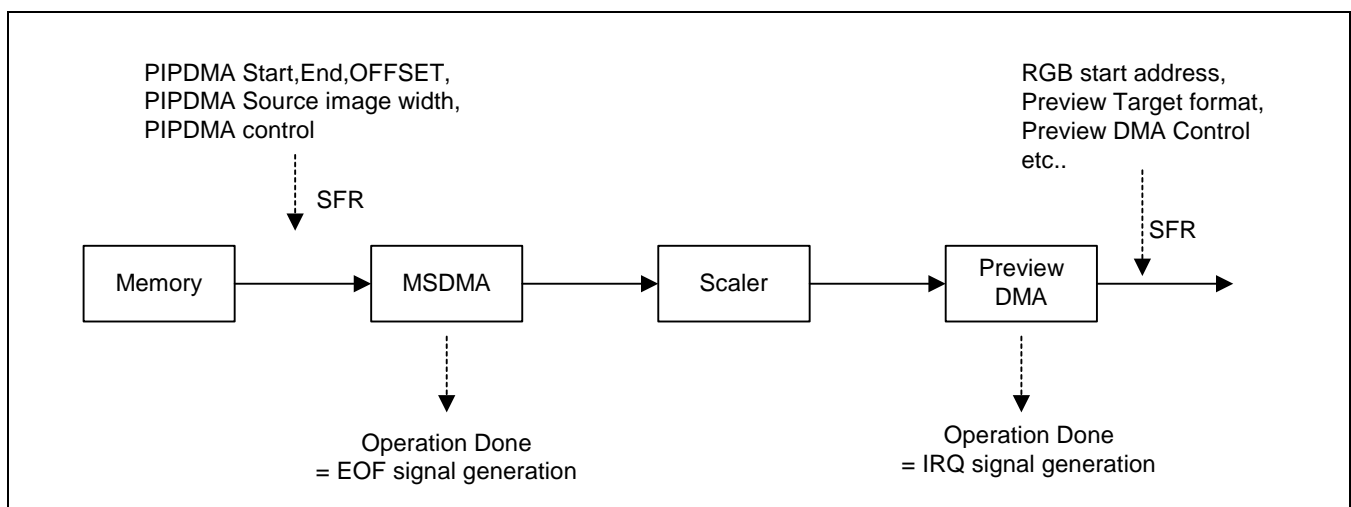 PIPDMA Start,End,OFFSET,
PIPDMA Source image width,
PIPDMA control
SFR
RGB start address,
Preview Target format,
Preview DMA Control
etc..
SFR
Memory
MSDMA
Scaler
Preview
DMA
Operation Done
= EOF signal generation
Operation Done
= IRQ signal generation